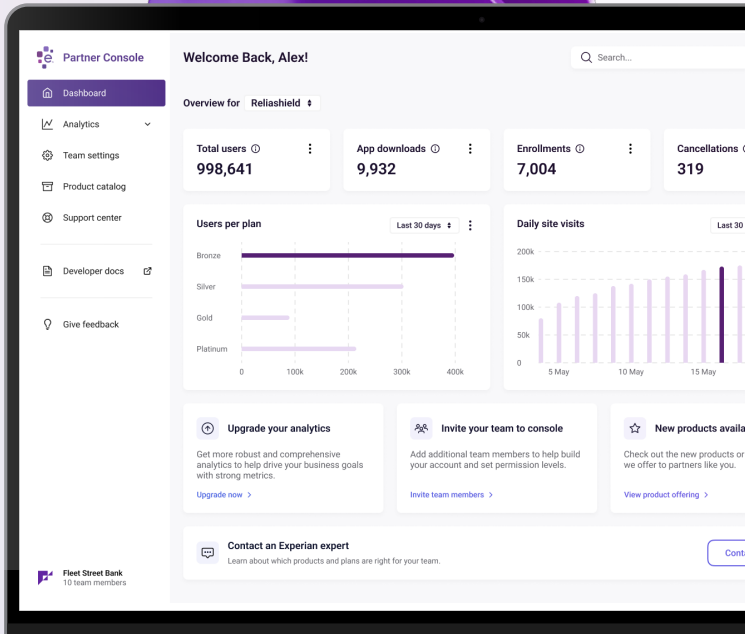 e.
Partner Console
Dashboard
Analytics
Team settings
Product catalog
Support center
Developer docs
Give feedback
Fleet Street Bank
10 team members
Welcome Back, Alex!
Search...
Overview for Reliashield
Total users
998,641
App downloads
9,932
Enrollments
7,004
Cancellations
319
Users per plan
Last 30 days
Bronze
Silver
Gold
Platinum
0 100k 200k 300k 400k
Daily site visits
Last 30
200k
150k
100k
50k
0
5 May 10 May 15 May
Upgrade your analytics
Get more robust and comprehensive
analytics to help drive your business goals
with strong metrics.
Upgrade now >
Invite your team to console
Add additional team members to help build
your account and set permission levels.
Invite team members >
New products availa
Check out the new products or
we offer to partners like you.
View product offering >
Contact an Experian expert
Learn about which products and plans are right for your team.
Conta